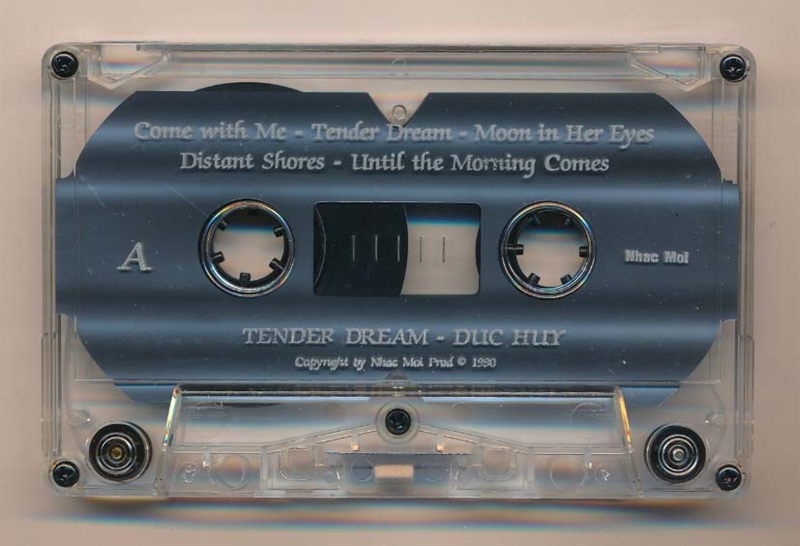 Come with Me - Tender Dream - Moon in Her Eyes
Distant Shores - Until the Morning Comes
A
Nhac Moi
TENDER DREAM - DUC HUY
Copyright by Nhac Moi Prod © 1990